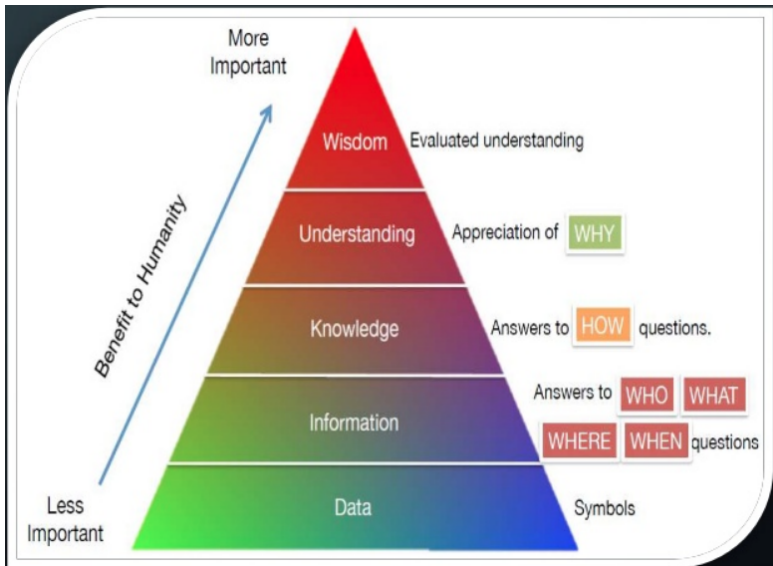 More
Important
Wisdom
Evaluated understanding
Understanding
Appreciation of WHY
Benefit to Humanity
Knowledge
Answers to HOW questions.
Information
Answers to WHO WHAT
WHERE WHEN questions
Less
Important
Data
Symbols